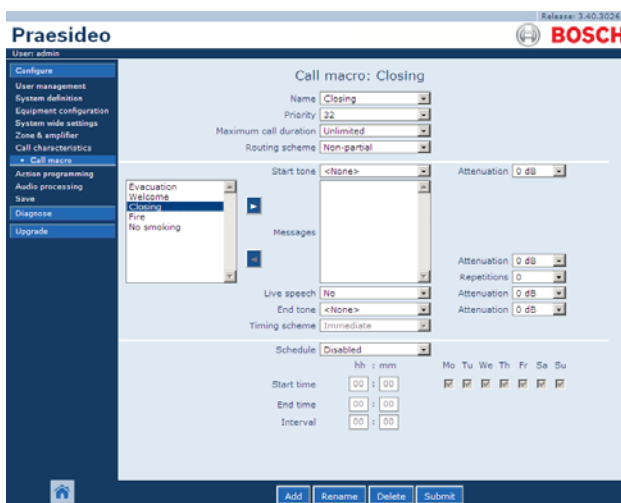 Release: 3.40.3026
Praesideo
BOSCH
User: admin
Configure
User management
System definition
Equipment configuration
System wide settings
Zone & amplifier
Call characteristics
• Call macro
Action programming
Audio processing
Save
Diagnose
Upgrade
Call macro: Closing
Name Closing
Priority 32
Maximum call duration Unlimited
Routing scheme Non-partial
Start tone <None> Attenuation 0 dB
Evacuation
Welcome
Closing
Fire
No smoking
Messages
Attenuation 0 dB
Repetitions 0
Live speech No Attenuation 0 dB
End tone <None> Attenuation 0 dB
Timing scheme Immediate
Schedule Disabled
hh : mm Mo Tu We Th Fr Sa Su
Start time 00 : 00
End time 00 : 00
Interval 00 : 00
Add Rename Delete Submit